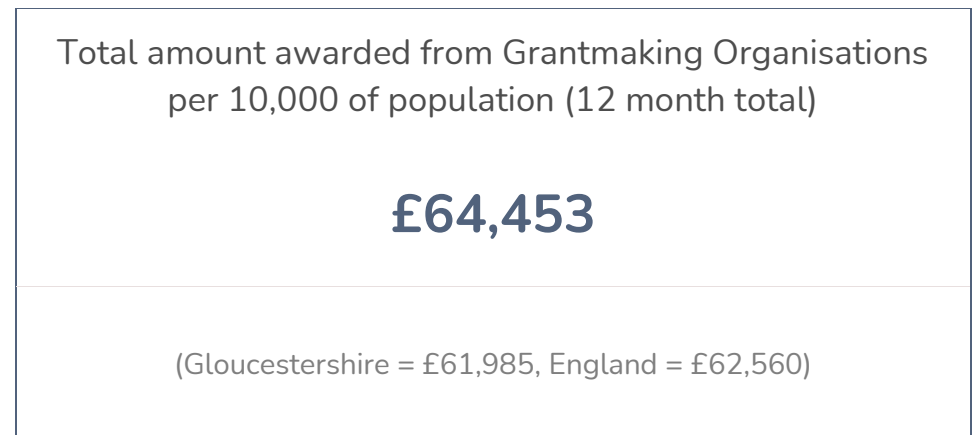 Total amount awarded from Grantmaking Organisations
per 10,000 of population (12 month total)
£64,453
(Gloucestershire = £61,985, England = £62,560)